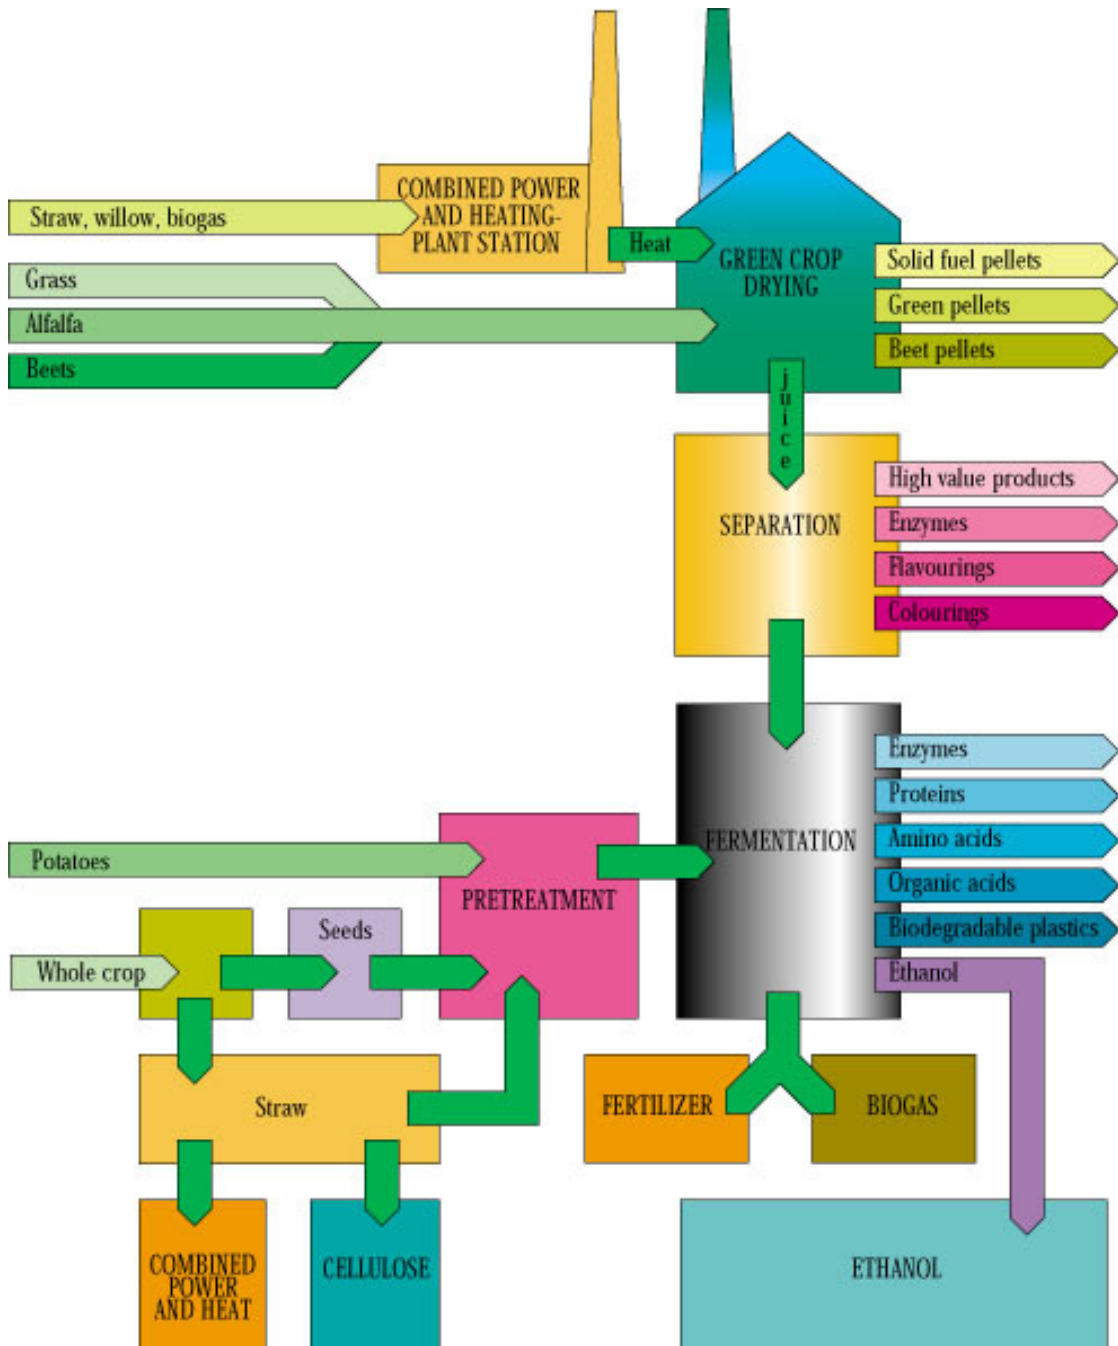 COMBINED POWER
AND HEATING-
PLANT STATION
Straw, willow, biogas
Heat
GREEN CROP
DRYING
Solid fuel pellets
Grass
Green pellets
Alfalfa
Beet pellets
Beets
juice
High value products
SEPARATION
Enzymes
Flavourings
Colourings
Enzymes
Proteins
FERMENTATION
Amino acids
Potatoes
Organic acids
PRETREATMENT
Biodegradable plastics
Seeds
Whole crop
Ethanol
Straw
FERTILIZER
BIOGAS
COMBINED
POWER
AND HEAT
CELLULOSE
ETHANOL